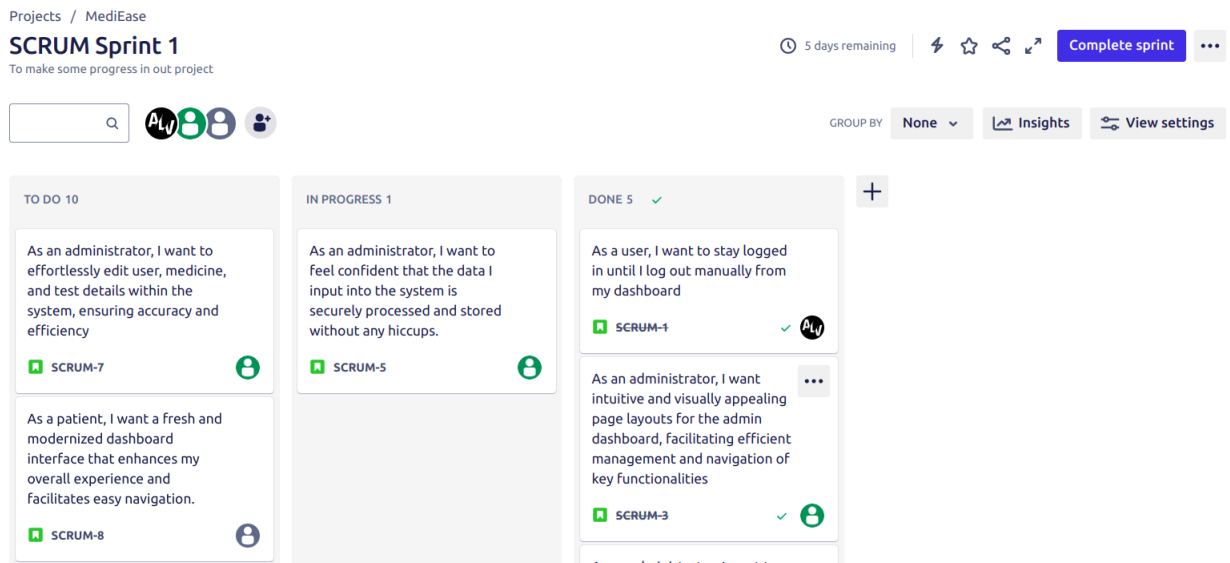 Projects / MediEase
SCRUM Sprint 1
To make some progress in out project
5 days remaining
Complete sprint
GROUP BY
None
Insights
View settings
TO DO 10
As an administrator, I want to
effortlessly edit user, medicine,
and test details within the
system, ensuring accuracy and
efficiency
SCRUM-7
As a patient, I want a fresh and
modernized dashboard
interface that enhances my
overall experience and
facilitates easy navigation.
SCRUM-8
IN PROGRESS 1
As an administrator, I want to
feel confident that the data I
input into the system is
securely processed and stored
without any hiccups.
SCRUM-5
DONE 5
As a user, I want to stay logged
in until I log out manually from
my dashboard
SCRUM-1
As an administrator, I want
intuitive and visually appealing
page layouts for the admin
dashboard, facilitating efficient
management and navigation of
key functionalities
SCRUM-3